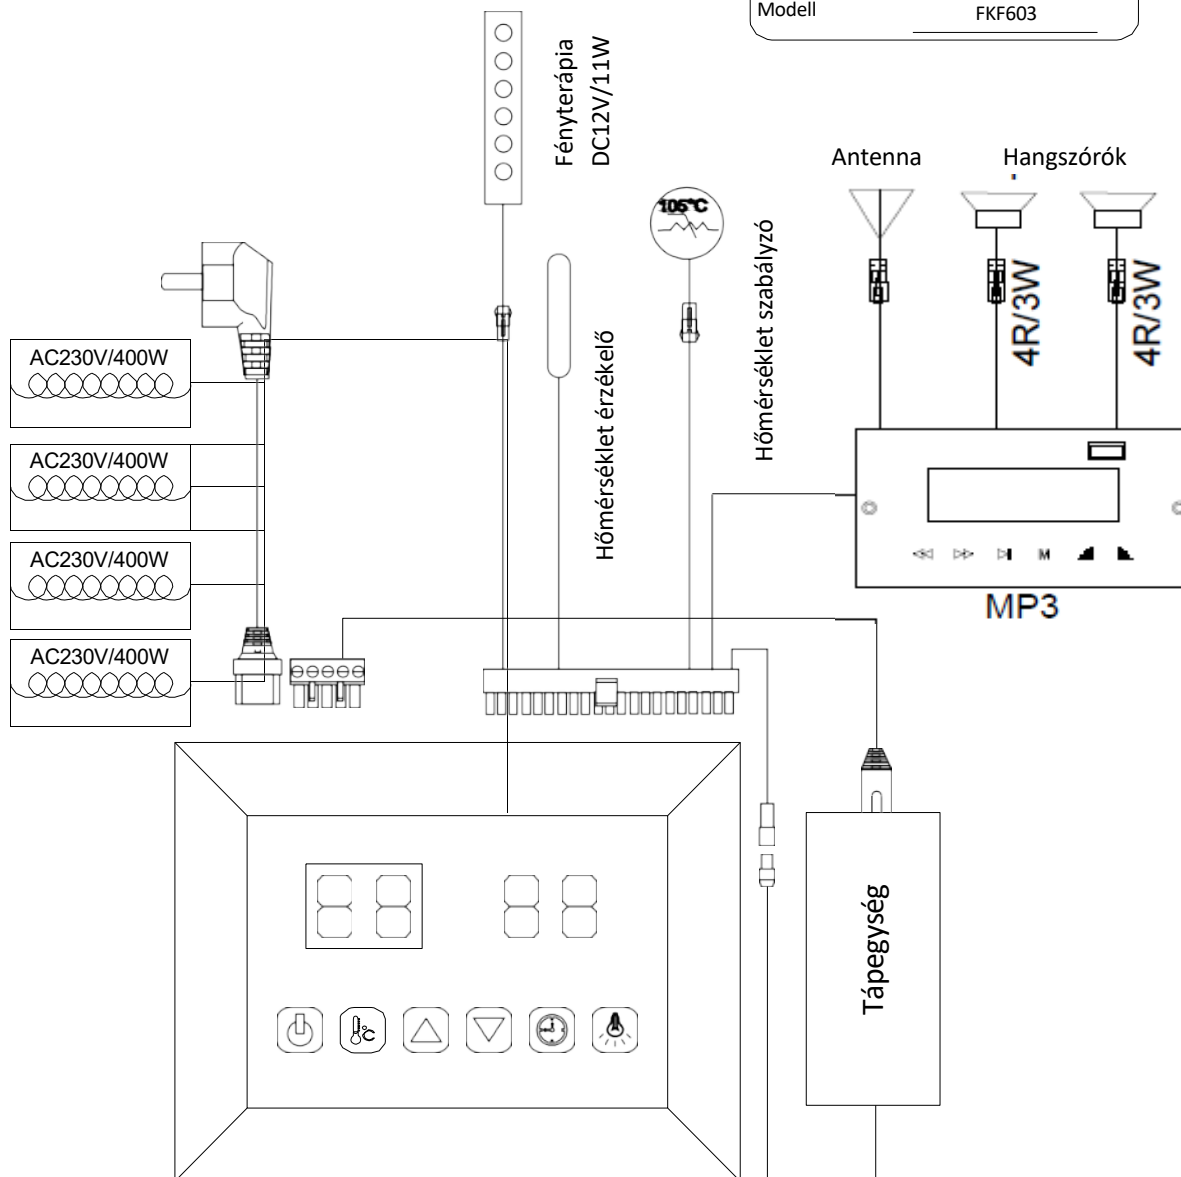 Modell FKF603
Fényterápia
DC12V/11W
Antenna Hangszórók
105°C
Hőmérséklet szabályzó
4R/3W
4R/3W
Hőmérséklet érzékelő
AC230V/400W
AC230V/400W
AC230V/400W
AC230V/400W
M
MP3
°C
Tápegység